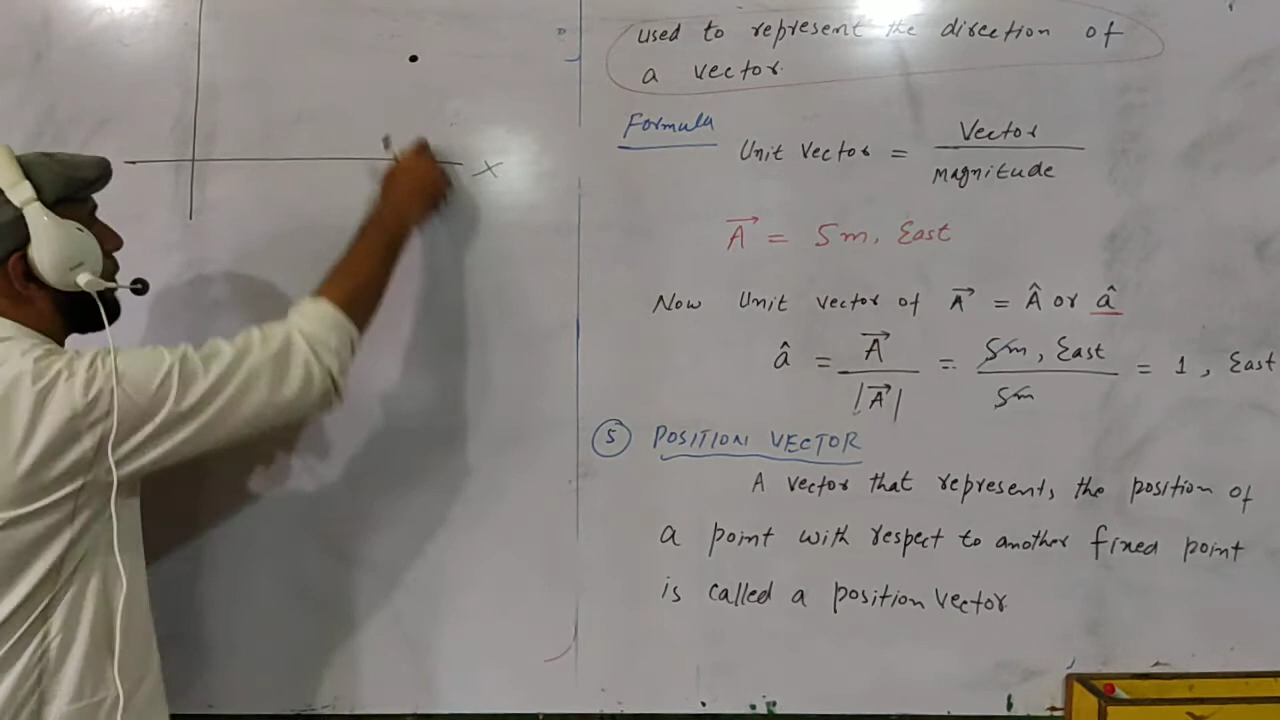 X
used to represent the direction of
a vector.
Formula
Unit Vector = Vector / magnitude
A⃗ = 5m, East
Now Unit vector of A⃗ = Â or â
â = A⃗ / |A⃗| = 5m, East / 5m = 1, East
⑤ POSITION VECTOR
A vector that represents the position of
a point with respect to another fixed point
is called a position vector.